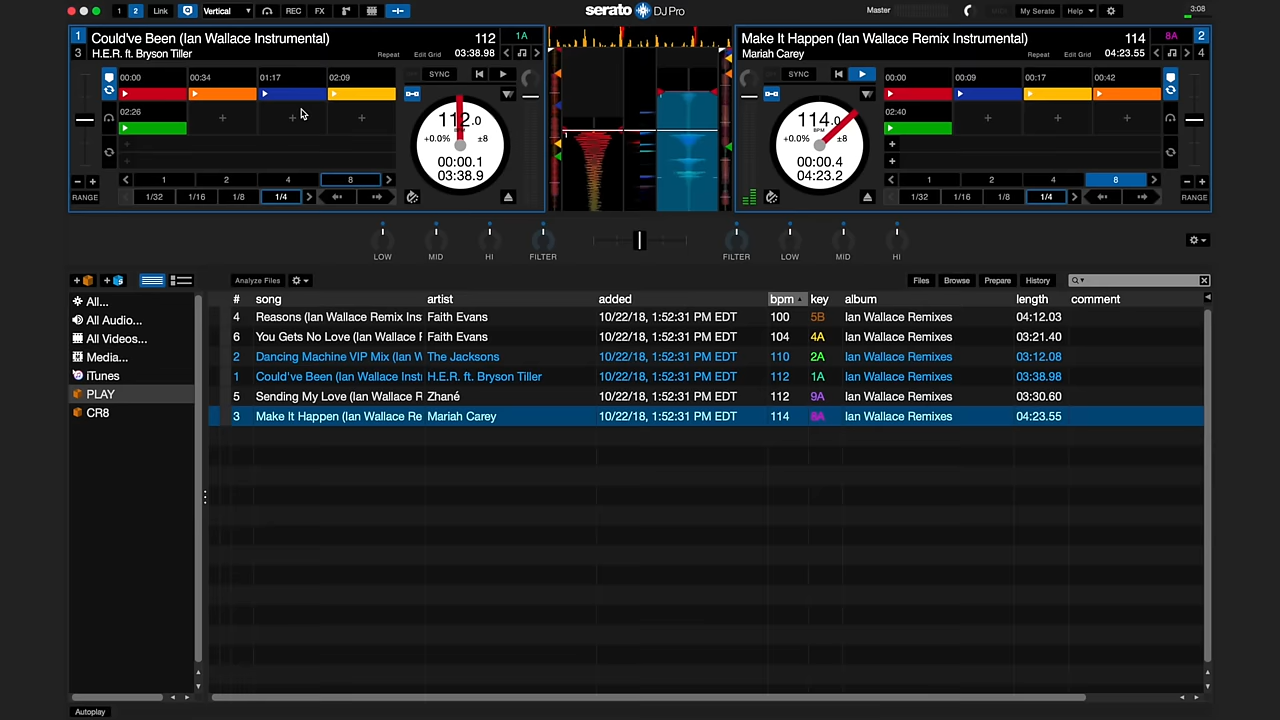 1 2 Link Vertical REC FX serato DJ Pro Master MIDI My Serato Help 3:08
1 Could've Been (Ian Wallace Instrumental) 112 1A
3 H.E.R. ft. Bryson Tiller Repeat Edit Grid 03:38.98
00:00 00:34 01:17 02:09
02:26
SYNC
112.0
BPM
+0.0% ±8
00:00.1
03:38.9
1 2 4 8
RANGE 1/32 1/16 1/8 1/4
Make It Happen (Ian Wallace Remix Instrumental) 114 8A 2
Mariah Carey Repeat Edit Grid 04:23.55 4
SYNC
114.0
BPM
+0.0% ±8
00:00.4
04:23.2
00:00 00:09 00:17 00:42
02:40
1 2 4 8
1/32 1/16 1/8 1/4 RANGE
LOW MID HI FILTER FILTER LOW MID HI
Analyze Files Files Browse Prepare History
All...
All Audio...
All Videos...
Media...
iTunes
PLAY
CR8
# song artist added bpm key album length comment
4 Reasons (Ian Wallace Remix Ins Faith Evans 10/22/18, 1:52:31 PM EDT 100 5B Ian Wallace Remixes 04:12.03
6 You Gets No Love (Ian Wallace F Faith Evans 10/22/18, 1:52:31 PM EDT 104 4A Ian Wallace Remixes 03:21.40
2 Dancing Machine VIP Mix (Ian W The Jacksons 10/22/18, 1:52:31 PM EDT 110 2A Ian Wallace Remixes 03:12.08
1 Could've Been (Ian Wallace Inst H.E.R. ft. Bryson Tiller 10/22/18, 1:52:31 PM EDT 112 1A Ian Wallace Remixes 03:38.98
5 Sending My Love (Ian Wallace R Zhané 10/22/18, 1:52:31 PM EDT 112 9A Ian Wallace Remixes 03:30.60
3 Make It Happen (Ian Wallace Re Mariah Carey 10/22/18, 1:52:31 PM EDT 114 8A Ian Wallace Remixes 04:23.55
Autoplay